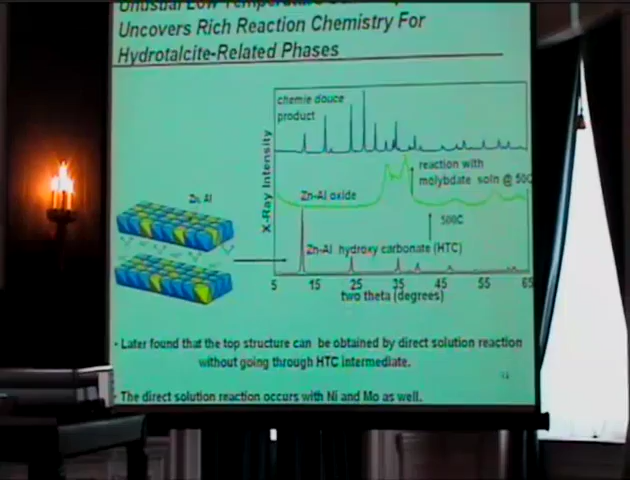 Unusual Low Temperature
Uncovers Rich Reaction Chemistry For
Hydrotalcite-Related Phases
chemie douce
product
X-Ray Intensity
reaction with
molybdate soln @ 50C
Zn-Al oxide
Zn, Al
500C
Zn-Al hydroxy carbonate (HTC)
5 15 25 35 45 55 65
two theta (degrees)
- Later found that the top structure can be obtained by direct solution reaction
without going through HTC intermediate.
- The direct solution reaction occurs with Ni and Mo as well.